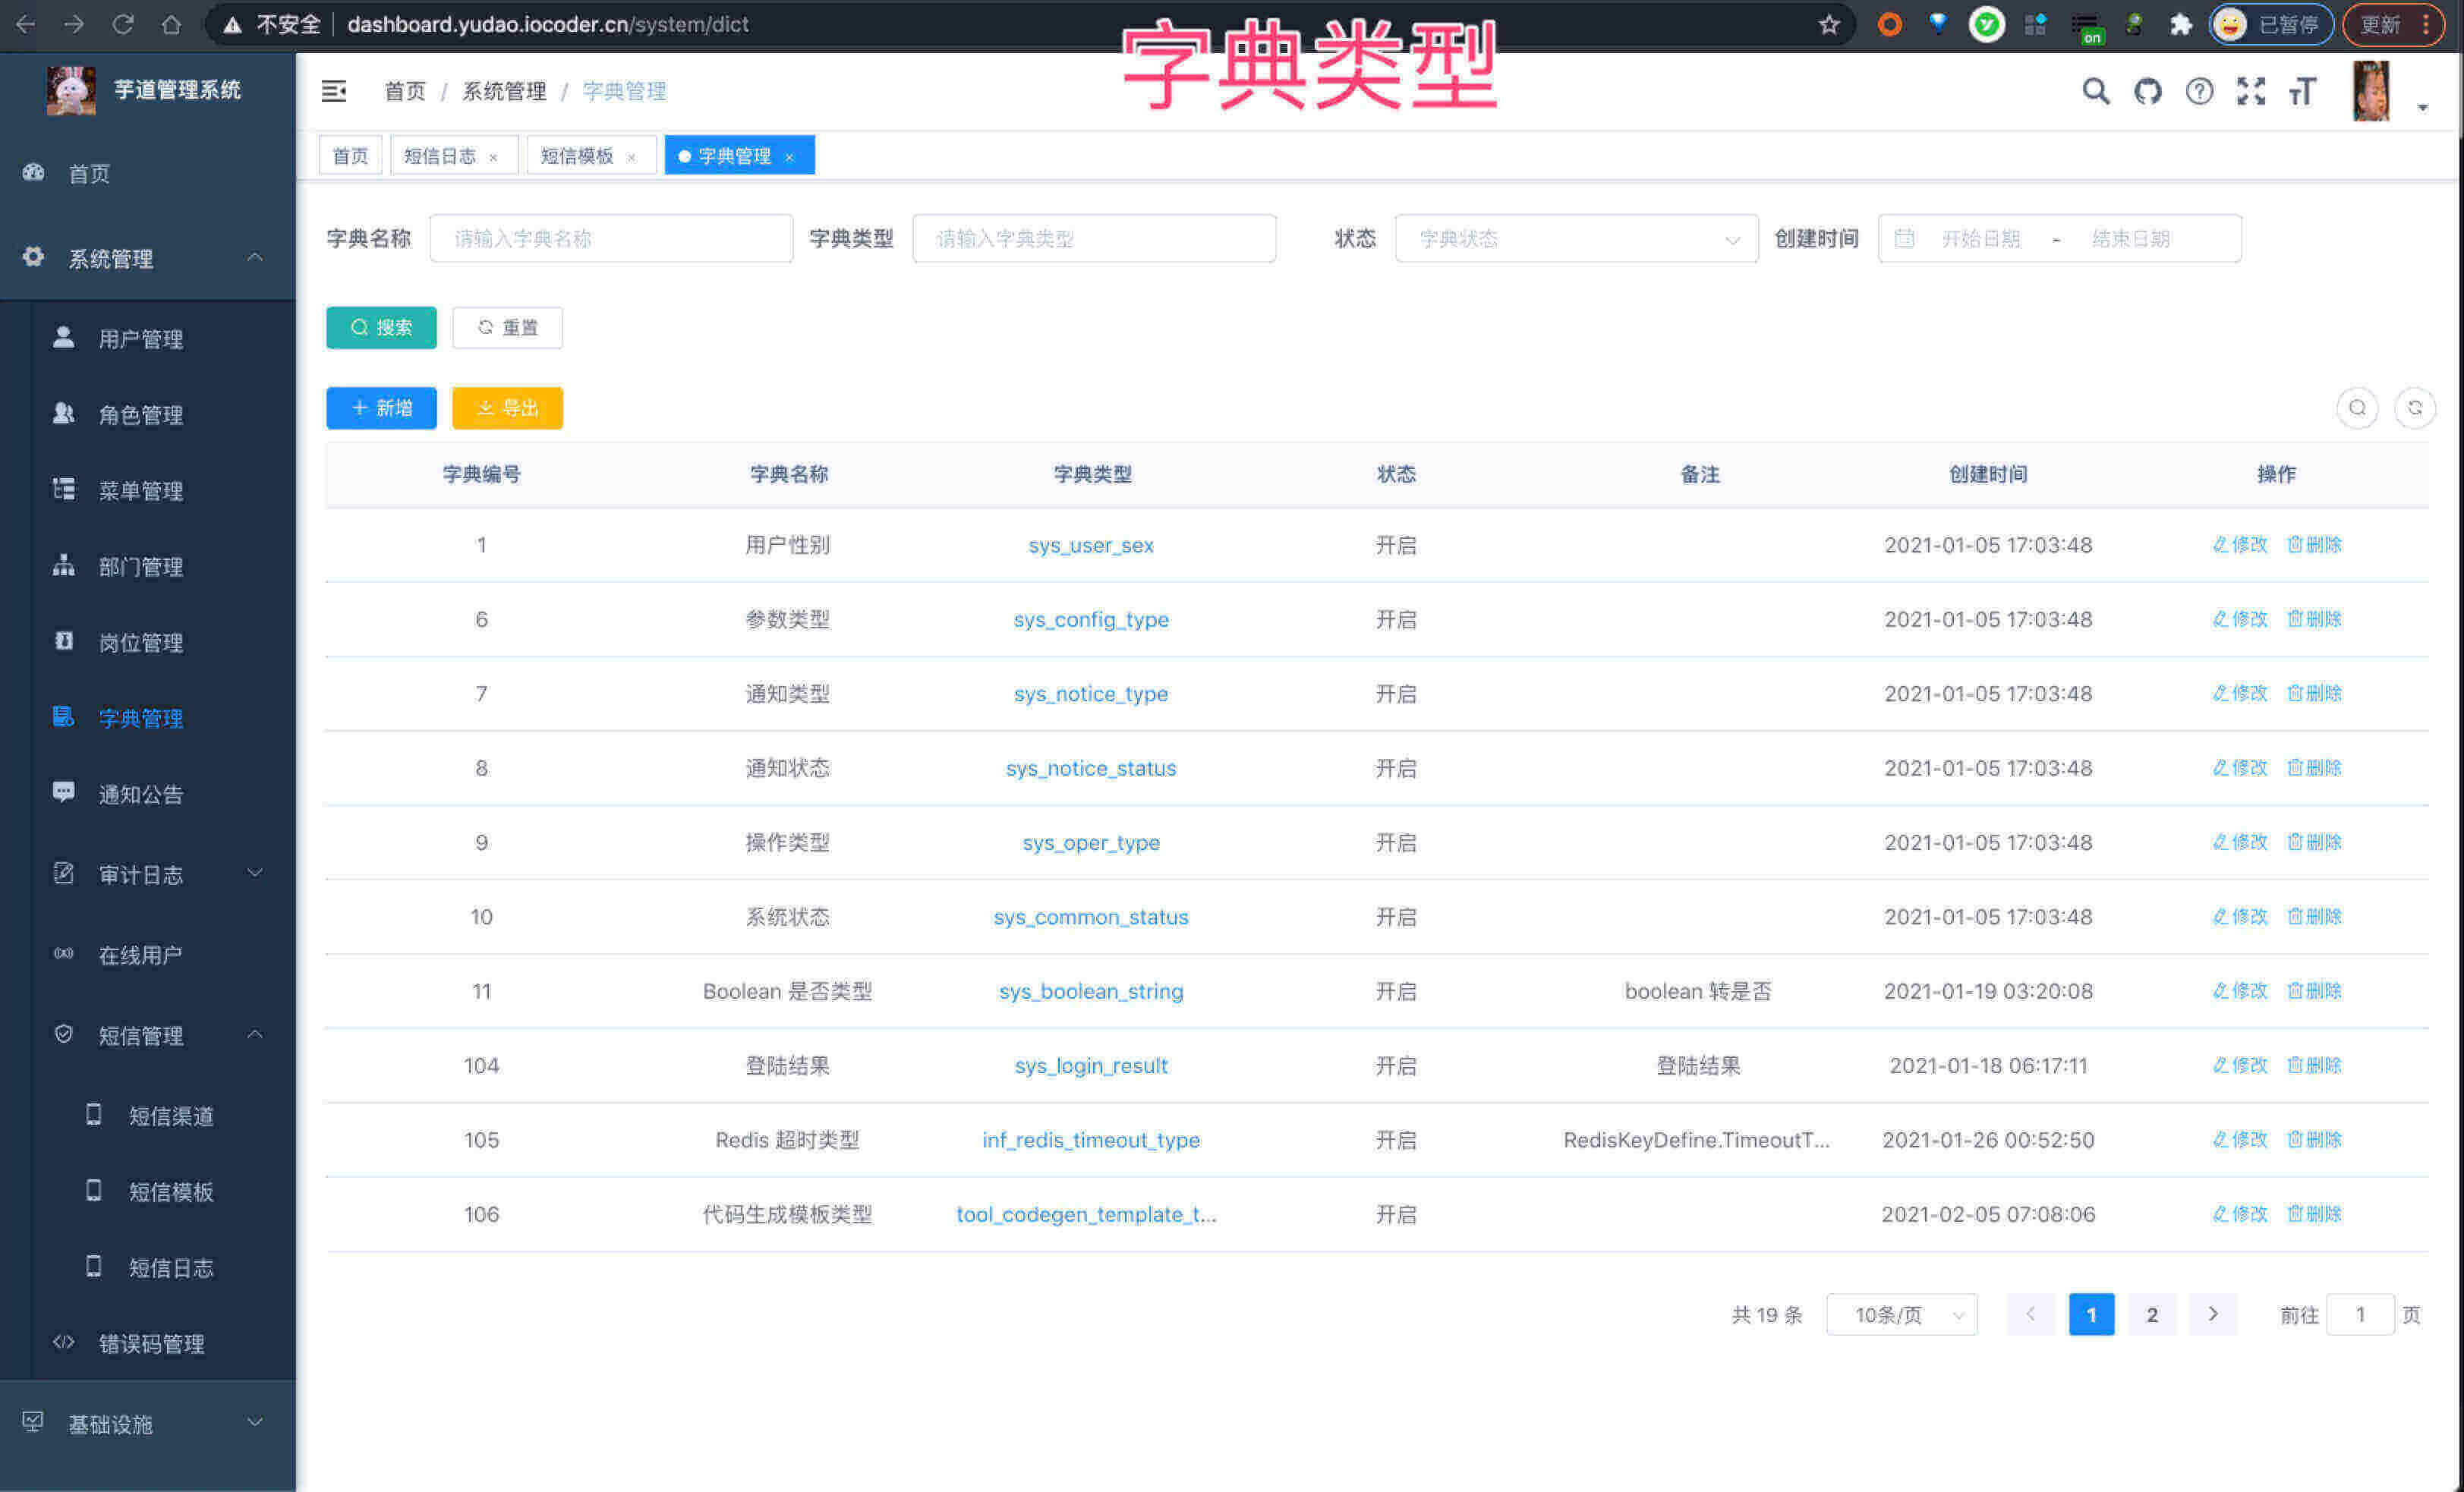 不安全 dashboard.yudao.iocoder.cn/system/dict
on 已暂停 更新
字典类型
芋道管理系统
首页 / 系统管理 / 字典管理
首页 短信日志 × 短信模板 × 字典管理 ×
首页
系统管理
用户管理
角色管理
菜单管理
部门管理
岗位管理
字典管理
通知公告
审计日志
在线用户
短信管理
短信渠道
短信模板
短信日志
错误码管理
基础设施
字典名称 请输入字典名称 字典类型 请输入字典类型 状态 字典状态 创建时间 开始日期 - 结束日期
搜索 重置
新增 导出
字典编号 字典名称 字典类型 状态 备注 创建时间 操作
1 用户性别 sys_user_sex 开启 2021-01-05 17:03:48 修改 删除
6 参数类型 sys_config_type 开启 2021-01-05 17:03:48 修改 删除
7 通知类型 sys_notice_type 开启 2021-01-05 17:03:48 修改 删除
8 通知状态 sys_notice_status 开启 2021-01-05 17:03:48 修改 删除
9 操作类型 sys_oper_type 开启 2021-01-05 17:03:48 修改 删除
10 系统状态 sys_common_status 开启 2021-01-05 17:03:48 修改 删除
11 Boolean 是否类型 sys_boolean_string 开启 boolean 转是否 2021-01-19 03:20:08 修改 删除
104 登陆结果 sys_login_result 开启 登陆结果 2021-01-18 06:17:11 修改 删除
105 Redis 超时类型 inf_redis_timeout_type 开启 RedisKeyDefine.TimeoutT... 2021-01-26 00:52:50 修改 删除
106 代码生成模板类型 tool_codegen_template_t... 开启 2021-02-05 07:08:06 修改 删除
共 19 条 10条/页 1 2 前往 1 页